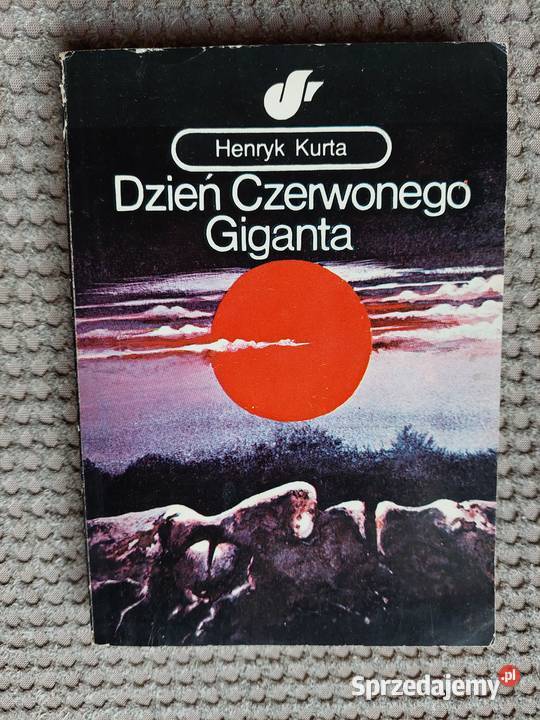 Henryk Kurta
Dzień Czerwonego
Giganta
Sprzedajemy.pl